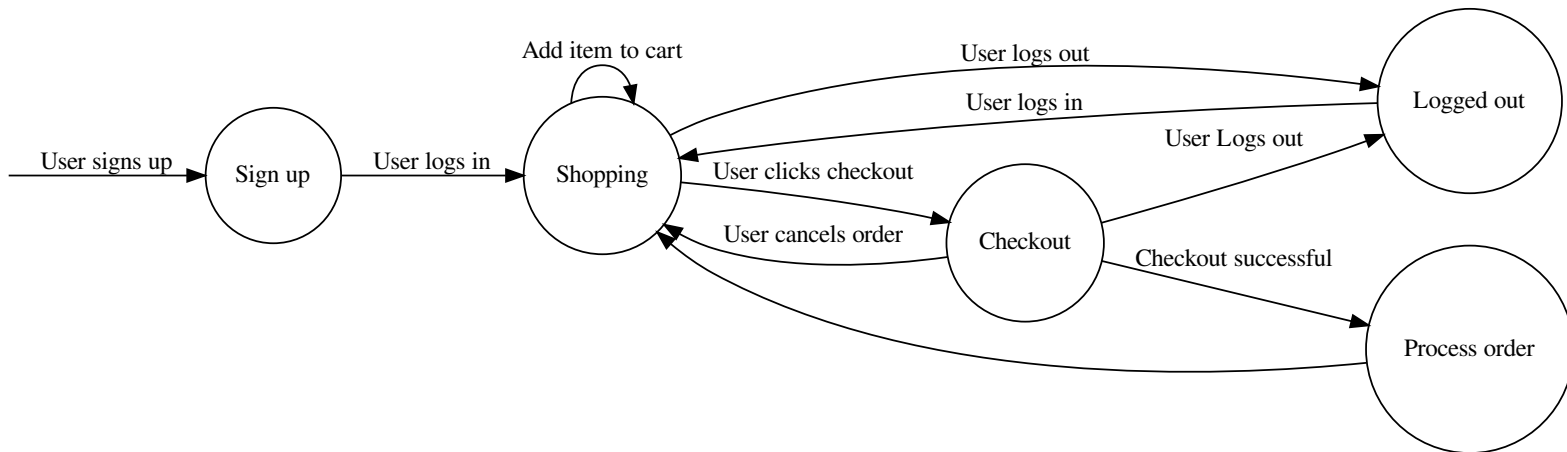 Add item to cart
User logs out
User logs in
Logged out
User Logs out
User signs up
Sign up
User logs in
Shopping
User clicks checkout
User cancels order
Checkout
Checkout successful
Process order